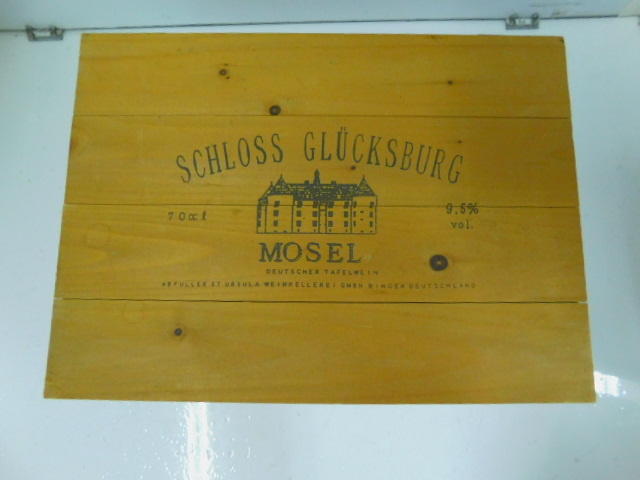 SCHLOSS GLÜCKSBURG
70cl
9,5%
vol.
MOSEL
DEUTSCHER TAFELWEIN
ABFÜLLER ST. URSULA WEINKELLEREI GMBH BINGEN DEUTSCHLAND